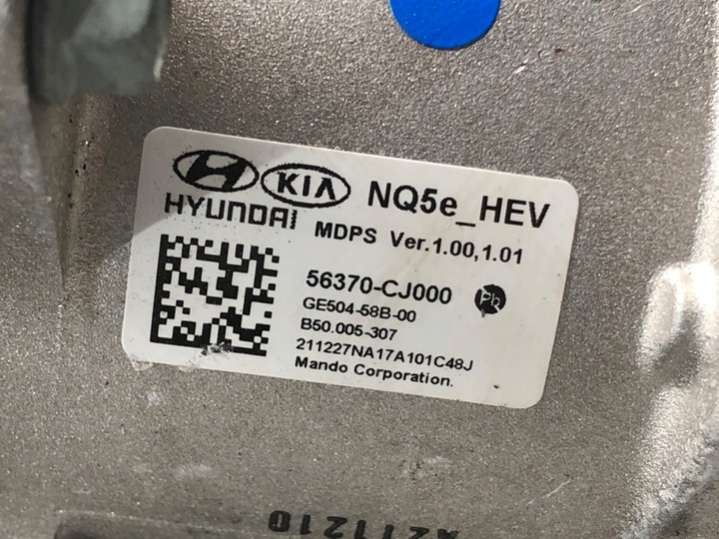 HYUNDAI KIA NQ5e_HEV
MDPS Ver.1.00,1.01
56370-CJ000 Pb
GE504-58B-00
B50.005-307
211227NA17A101C48J
Mando Corporation.